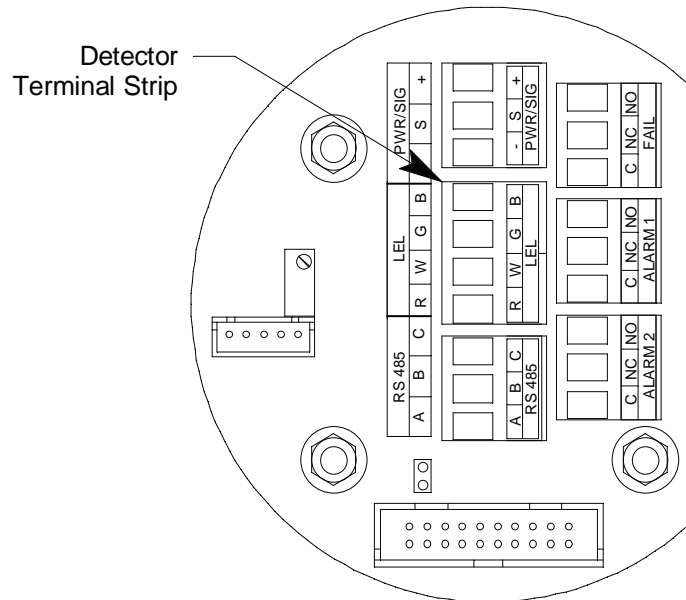 Detector
Terminal Strip
PWR/SIG
S +
LEL
R W G B
RS 485
A B C
- S +
PWR/SIG
R W G B
LEL
A B C
RS 485
C NC NO
FAIL
C NC NO
ALARM 1
C NC NO
ALARM 2